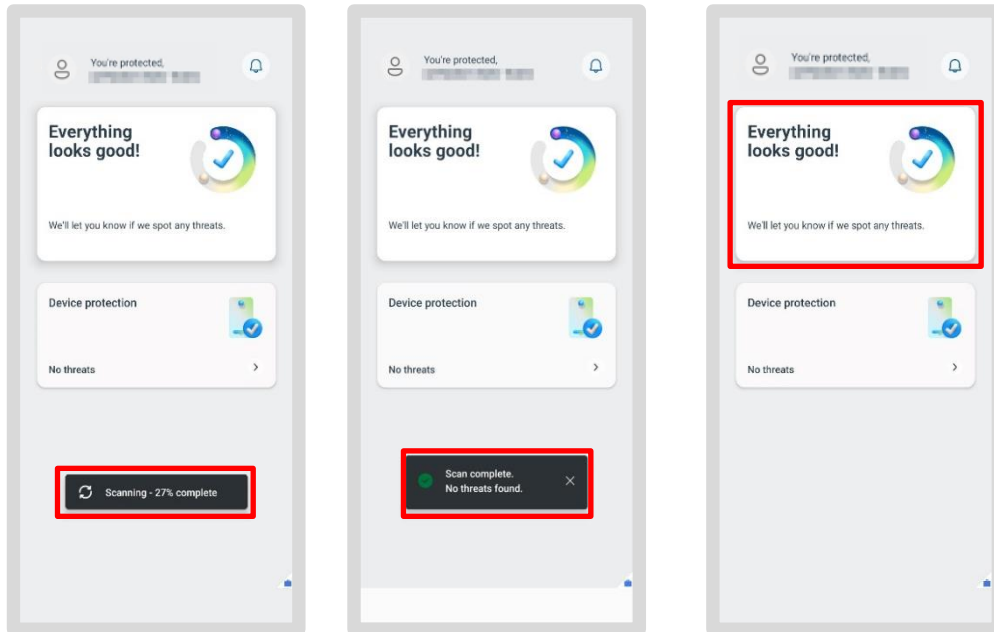 You're protected,
Everything
looks good!
We'll let you know if we spot any threats.
Device protection
No threats
Scanning - 27% complete
You're protected,
Everything
looks good!
We'll let you know if we spot any threats.
Device protection
No threats
Scan complete.
No threats found.
You're protected,
Everything
looks good!
We'll let you know if we spot any threats.
Device protection
No threats